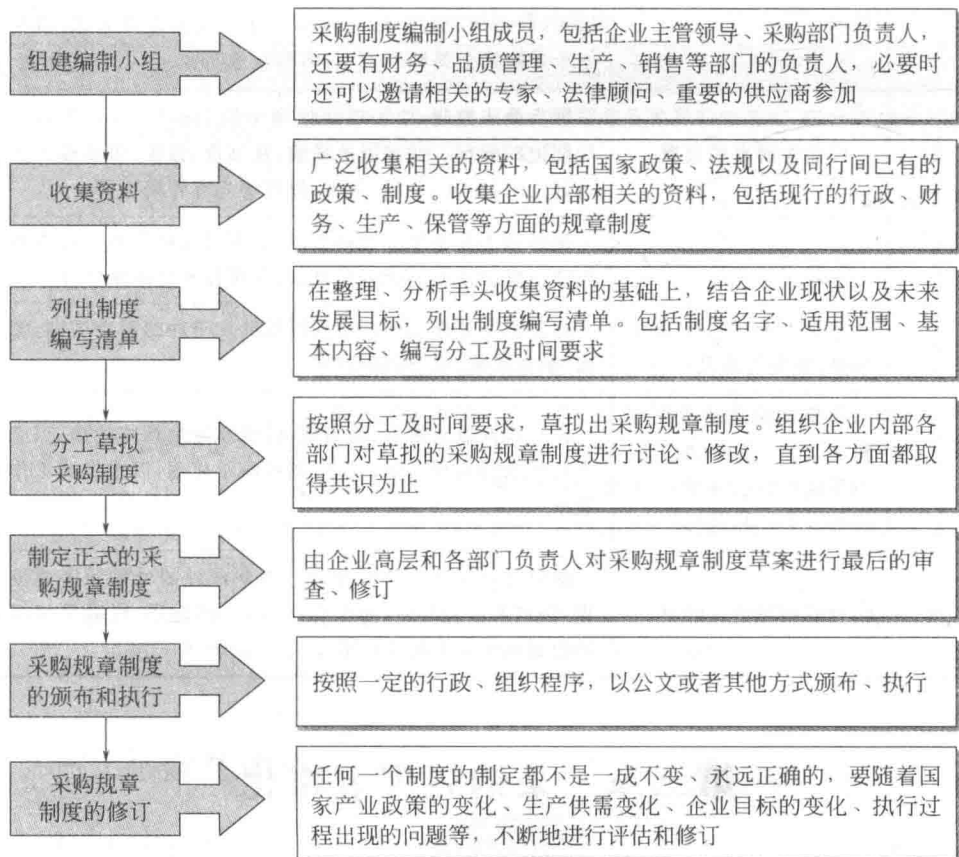 组建编制小组
采购制度编制小组成员，包括企业主管领导、采购部门负责人，
还要有财务、品质管理、生产、销售等部门的负责人，必要时
还可以邀请相关的专家、法律顾问、重要的供应商参加
收集资料
广泛收集相关的资料，包括国家政策、法规以及同行间已有的
政策、制度。收集企业内部相关的资料，包括现行的行政、财
务、生产、保管等方面的规章制度
列出制度
编写清单
在整理、分析手头收集资料的基础上，结合企业现状以及未来
发展目标，列出制度编写清单。包括制度名字、适用范围、基
本内容、编写分工及时间要求
分工草拟
采购制度
按照分工及时间要求，草拟出采购规章制度。组织企业内部各
部门对草拟的采购规章制度进行讨论、修改，直到各方面都取
得共识为止
制定正式的采
购规章制度
由企业高层和各部门负责人对采购规章制度草案进行最后的审
查、修订
采购规章制度
的颁布和执行
按照一定的行政、组织程序，以公文或者其他方式颁布、执行
采购规章
制度的修订
任何一个制度的制定都不是一成不变、永远正确的，要随着国
家产业政策的变化、生产供需变化、企业目标的变化、执行过
程出现的问题等，不断地进行评估和修订